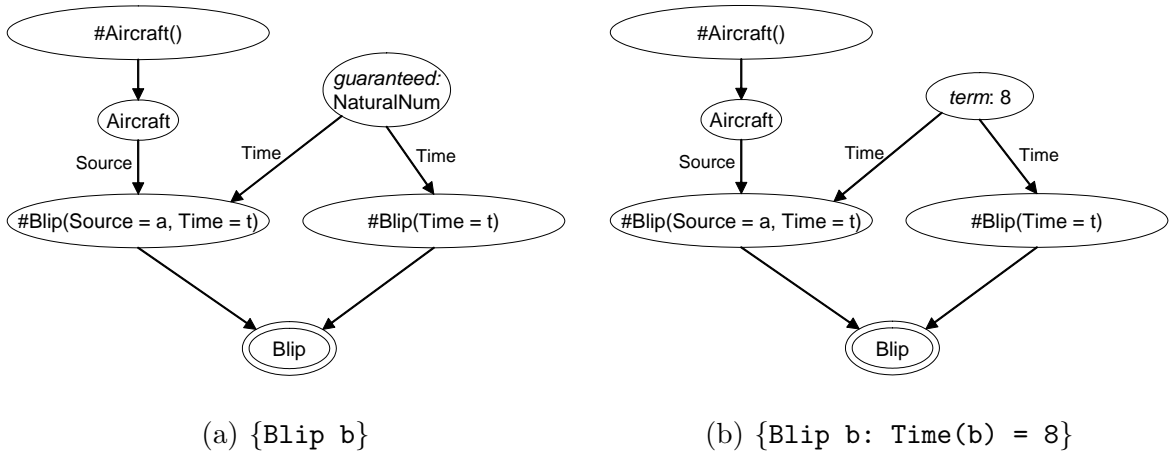 #Aircraft()
guaranteed:
NaturalNum
Aircraft
Source
Time
Time
#Blip(Source = a, Time = t)
#Blip(Time = t)
Blip
(a) {Blip b}
#Aircraft()
term: 8
Aircraft
Source
Time
Time
#Blip(Source = a, Time = t)
#Blip(Time = t)
Blip
(b) {Blip b: Time(b) = 8}